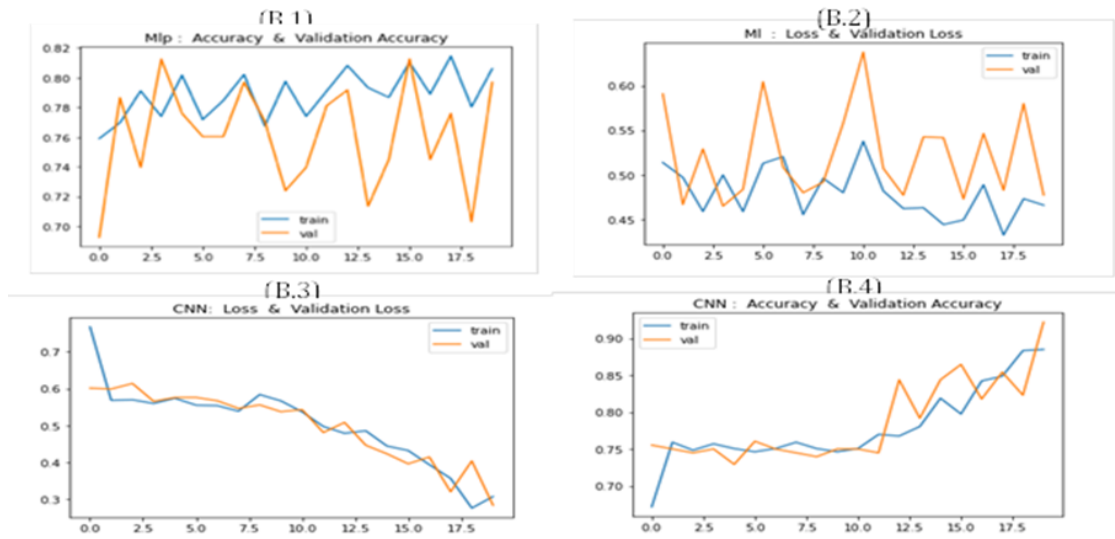 (B.1)
Mlp : Accuracy & Validation Accuracy
0.82
0.80
0.78
0.76
0.74
0.72
0.70
train
val
0.0 2.5 5.0 7.5 10.0 12.5 15.0 17.5
(B.2)
Ml : Loss & Validation Loss
train
val
0.60
0.55
0.50
0.45
0.0 2.5 5.0 7.5 10.0 12.5 15.0 17.5
(B.3)
CNN: Loss & Validation Loss
train
val
0.7
0.6
0.5
0.4
0.3
0.0 2.5 5.0 7.5 10.0 12.5 15.0 17.5
(B.4)
CNN : Accuracy & Validation Accuracy
train
val
0.90
0.85
0.80
0.75
0.70
0.0 2.5 5.0 7.5 10.0 12.5 15.0 17.5